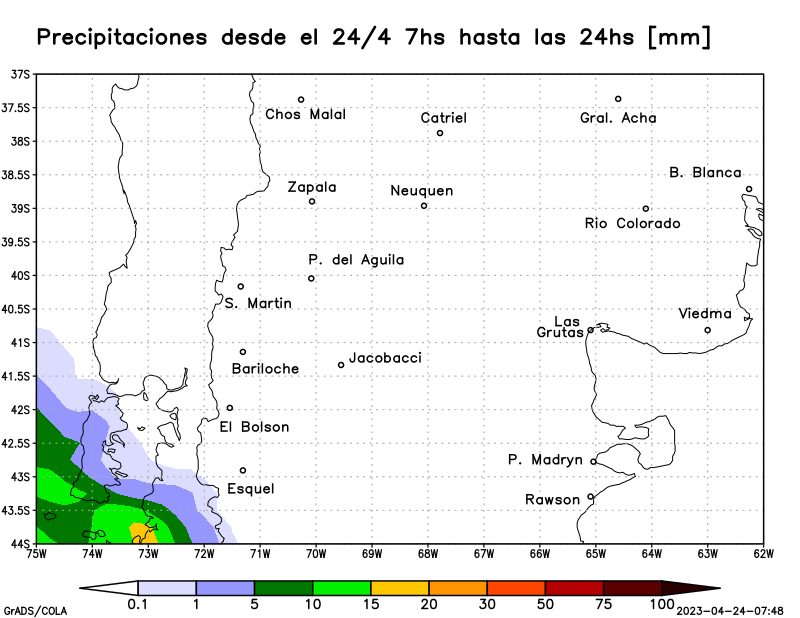 Precipitaciones desde el 24/4 7hs hasta las 24hs [mm]
37S
Chos Malal
Gral. Acha
37.5S
Catriel
38S
B. Blanca
38.5S
Zapala
Neuquen
39S
Rio Colorado
39.5S
P. del Aguila
40S
S. Martin
40.5S
Viedma
Las
Grutas
41S
Bariloche
Jacobacci
41.5S
42S
El Bolson
42.5S
P. Madryn
43S
Esquel
Rawson
43.5S
44S
75W 74W 73W 72W 71W 70W 69W 68W 67W 66W 65W 64W 63W 62W
0.1 1 5 10 15 20 30 50 75 100
GrADS/COLA
2023-04-24-07:48